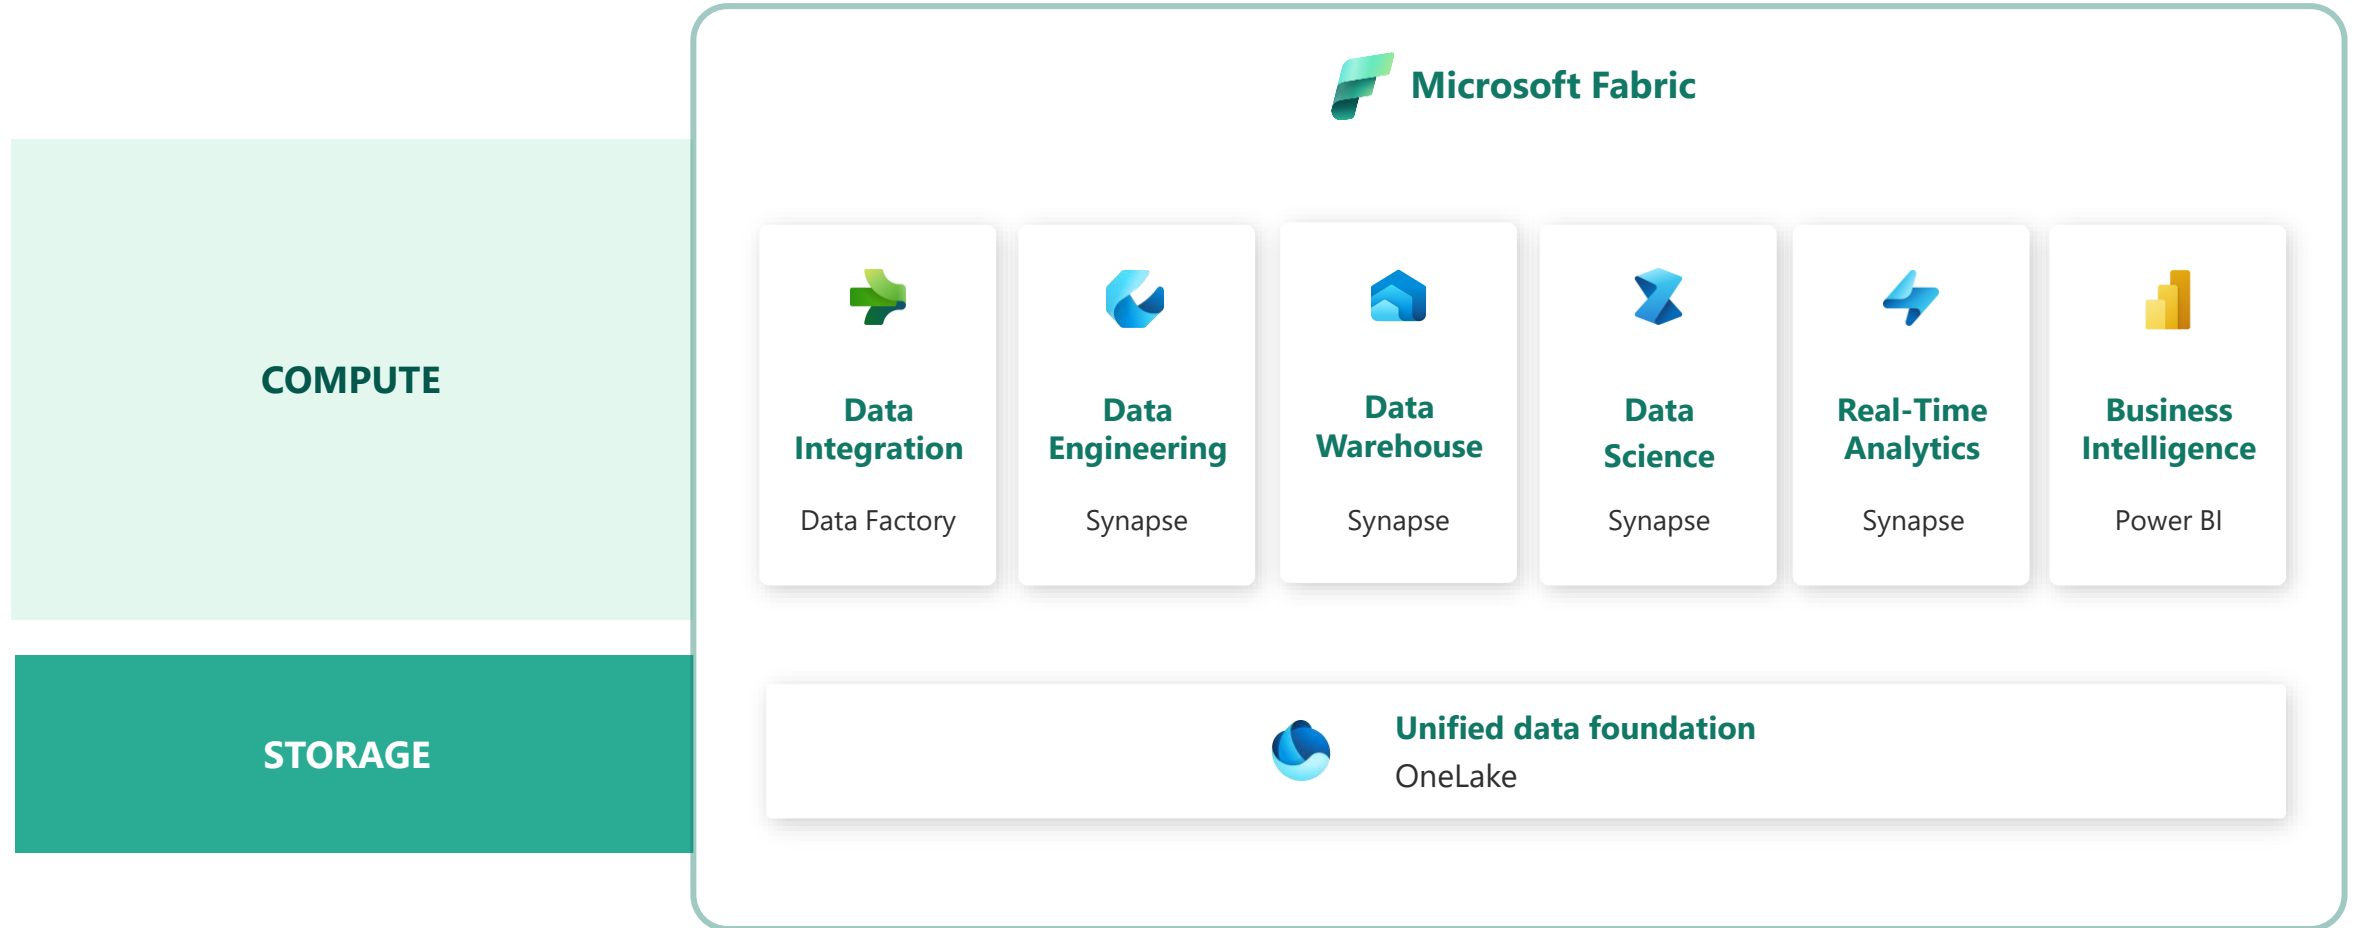 Microsoft Fabric
COMPUTE
Data
Integration
Data Factory
Data
Engineering
Synapse
Data
Warehouse
Synapse
Data
Science
Synapse
Real-Time
Analytics
Synapse
Business
Intelligence
Power BI
STORAGE
Unified data foundation
OneLake